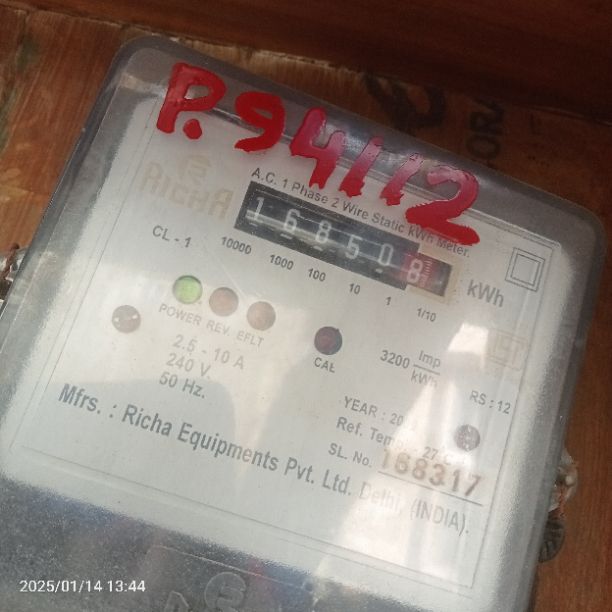 P.94112
RICHA
A.C. 1 Phase 2 Wire Static kWh Meter.
168508
kWh
CL - 1
10000 1000 100 10 1 1/10
POWER REV EFLT
CAL
3200 Imp
kWh
2.5 - 10 A
240 V.
50 Hz.
RS : 12
YEAR :
Ref. Temp. 27
SL. No. 168317
Mfrs. : Richa Equipments Pvt. Ltd. Delhi, (INDIA).
2025/01/14 13:44